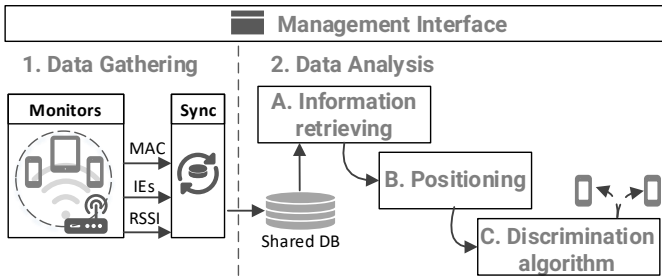 Management Interface
1. Data Gathering
2. Data Analysis
Monitors
Sync
MAC
IEs
RSSI
Shared DB
A. Information
retrieving
B. Positioning
C. Discrimination
algorithm